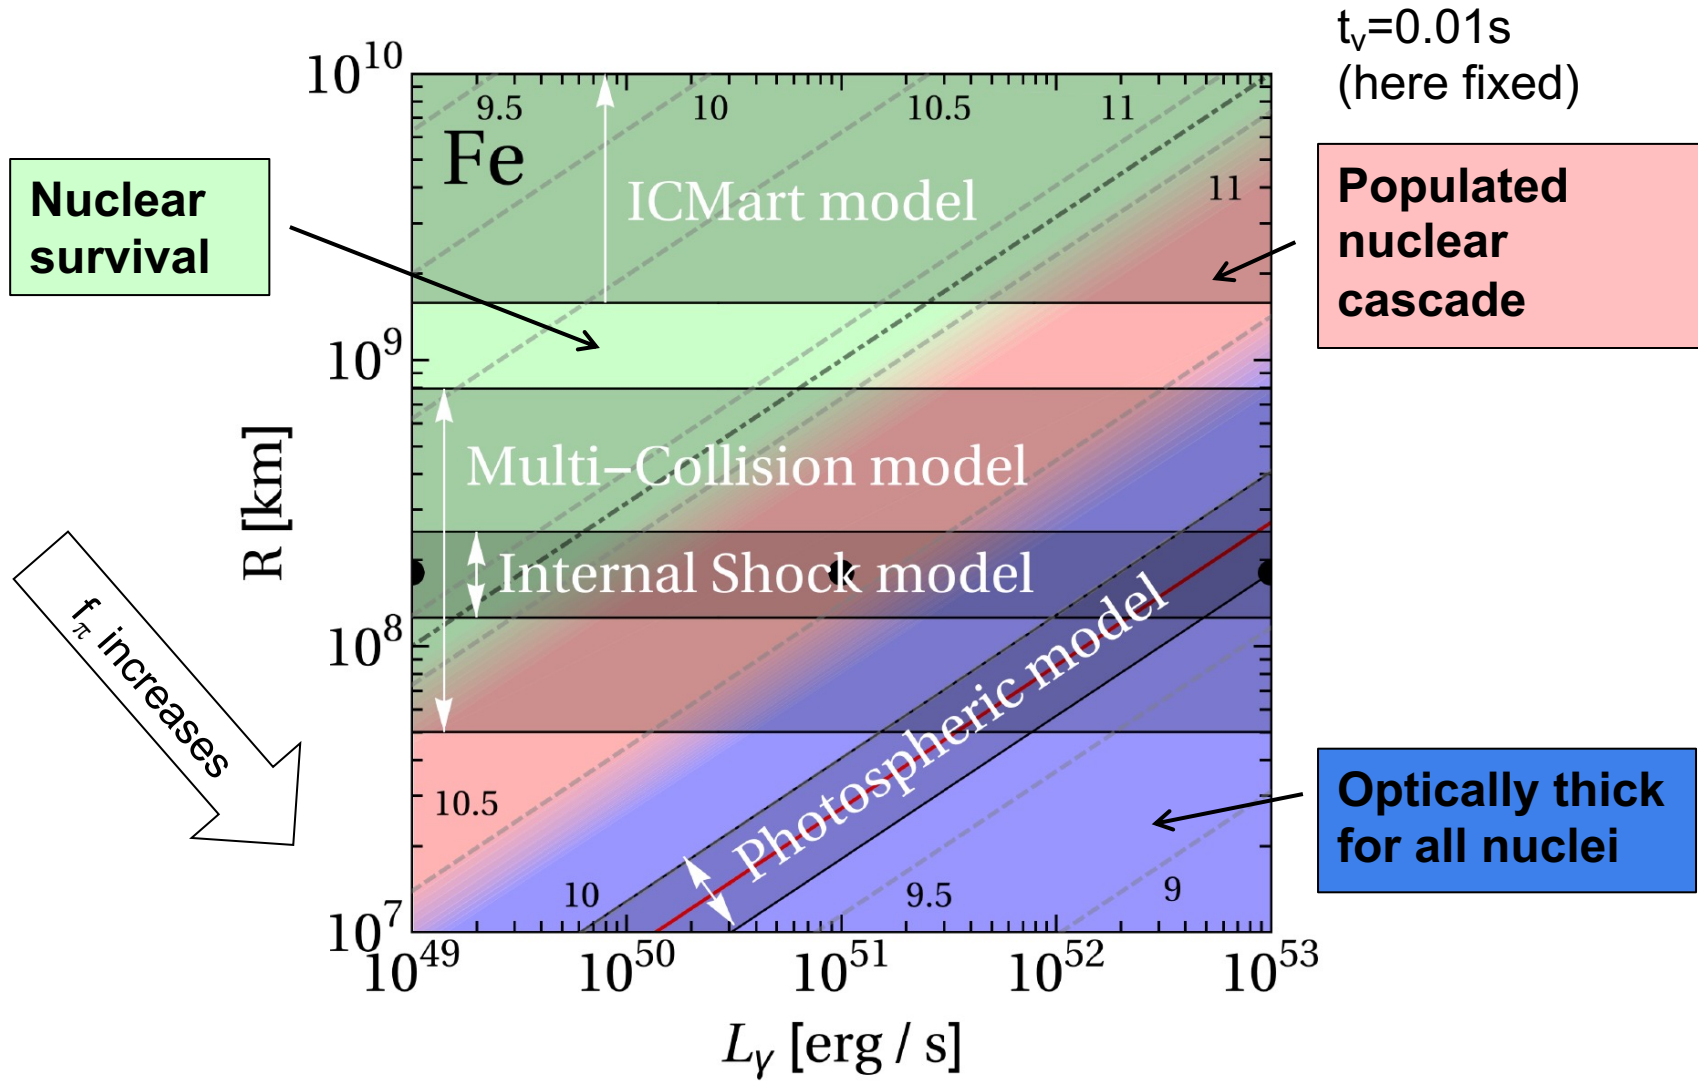 t_v=0.01s
(here fixed)
10^10
9.5
10
10.5
11
Fe
Nuclear
survival
ICMart model
11
Populated
nuclear
cascade
10^9
R [km]
Multi–Collision model
Internal Shock model
10^8
f_π increases
Photospheric model
10.5
Optically thick
for all nuclei
10
9.5
9
10^7
10^49
10^50
10^51
10^52
10^53
L_γ [erg / s]